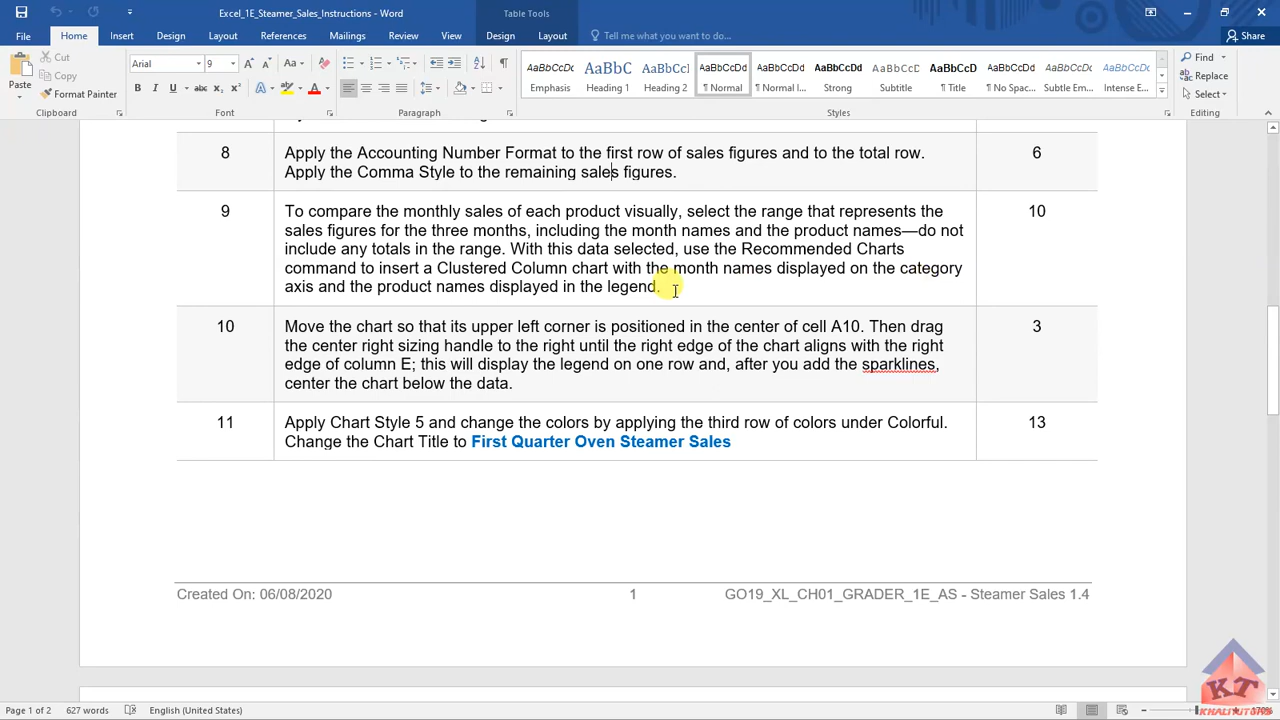 Excel_1E_Steamer_Sales_Instructions - Word
Table Tools
File Home Insert Design Layout References Mailings Review View Design Layout Tell me what you want to do... Share
Paste
Cut
Copy
Format Painter
Clipboard
Arial 9
Font
Paragraph
AaBbCcDc AaBbC AaBbCcI AaBbCcDd AaBbCcDd AaBbCcDd AaBbCcDd AaBbCcD AaBbCcDd AaBbCcDd AaBbCcDd
Emphasis Heading 1 Heading 2 ¶ Normal ¶ Normal I... Strong Subtitle ¶ Title ¶ No Spac... Subtle Em... Intense E...
Styles
Find
Replace
Select
Editing
8 Apply the Accounting Number Format to the first row of sales figures and to the total row. 6
Apply the Comma Style to the remaining sales figures.
9 To compare the monthly sales of each product visually, select the range that represents the 10
sales figures for the three months, including the month names and the product names—do not
include any totals in the range. With this data selected, use the Recommended Charts
command to insert a Clustered Column chart with the month names displayed on the category
axis and the product names displayed in the legend.
10 Move the chart so that its upper left corner is positioned in the center of cell A10. Then drag 3
the center right sizing handle to the right until the right edge of the chart aligns with the right
edge of column E; this will display the legend on one row and, after you add the sparklines,
center the chart below the data.
11 Apply Chart Style 5 and change the colors by applying the third row of colors under Colorful. 13
Change the Chart Title to First Quarter Oven Steamer Sales
Created On: 06/08/2020 1 GO19_XL_CH01_GRADER_1E_AS - Steamer Sales 1.4
KT
KHALITUTORS
Page 1 of 2 627 words English (United States)